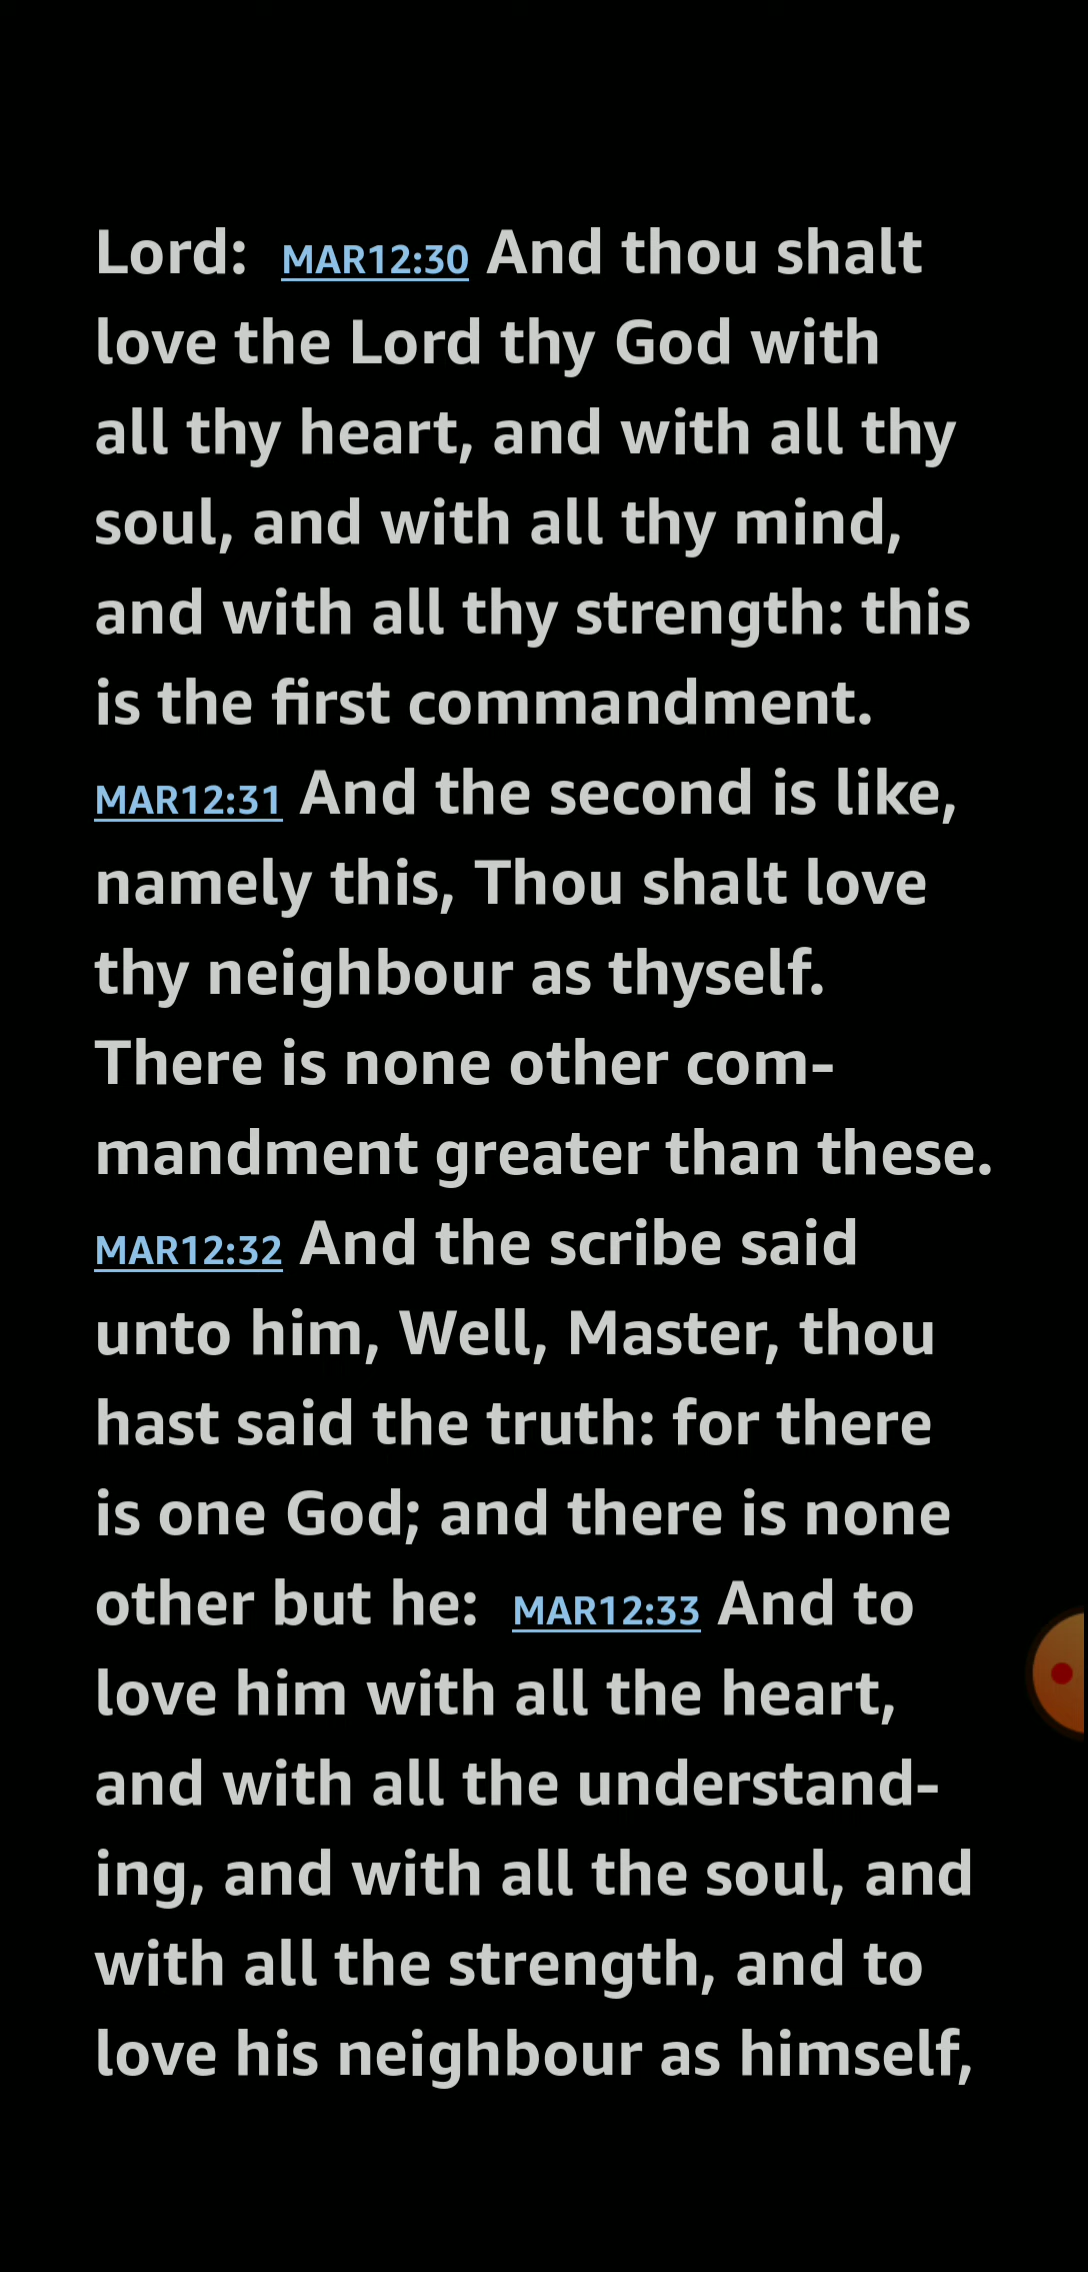 Lord: MAR12:30 And thou shalt
love the Lord thy God with
all thy heart, and with all thy
soul, and with all thy mind,
and with all thy strength: this
is the first commandment.
MAR12:31 And the second is like,
namely this, Thou shalt love
thy neighbour as thyself.
There is none other com-
mandment greater than these.
MAR12:32 And the scribe said
unto him, Well, Master, thou
hast said the truth: for there
is one God; and there is none
other but he: MAR12:33 And to
love him with all the heart,
and with all the understand-
ing, and with all the soul, and
with all the strength, and to
love his neighbour as himself,